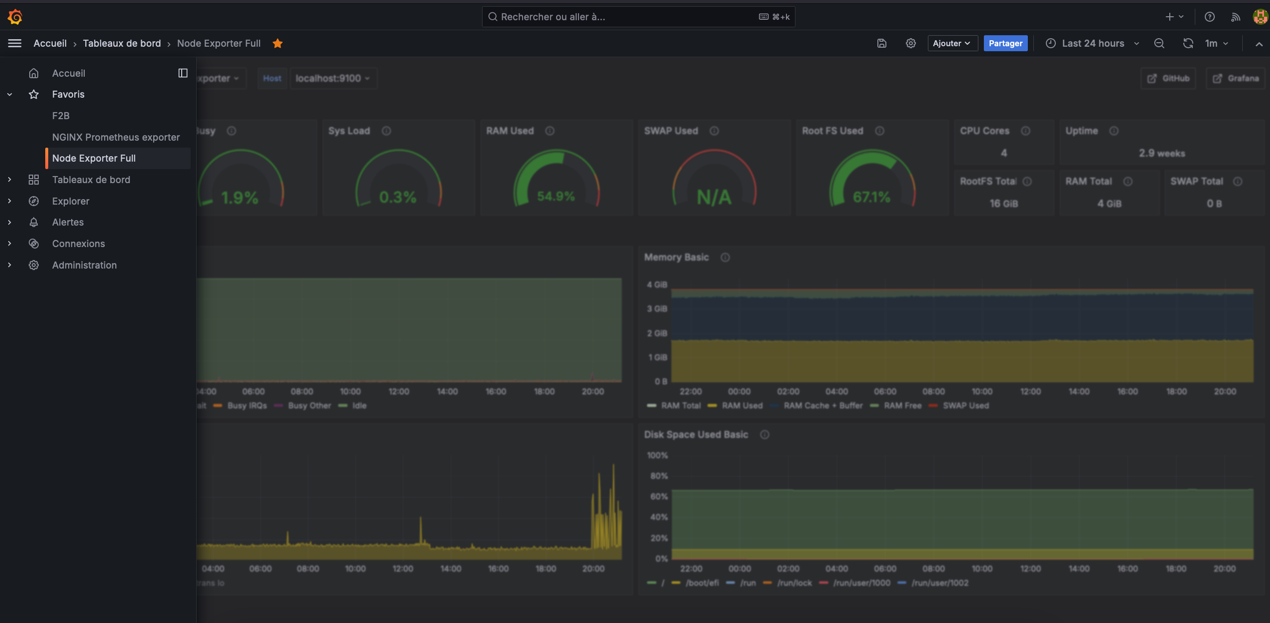 Rechercher ou aller à... ⌘+k
Accueil › Tableaux de bord › Node Exporter Full Ajouter Partager Last 24 hours 1m
Accueil
Favoris
F2B
NGINX Prometheus exporter
Node Exporter Full
Tableaux de bord
Explorer
Alertes
Connexions
Administration
xporter Host localhost:9100 GitHub Grafana
Busy Sys Load RAM Used SWAP Used Root FS Used CPU Cores Uptime
4 2.9 weeks
RootFS Total RAM Total SWAP Total
1.9% 0.3% 54.9% N/A 67.1% 16 GiB 4 GiB 0 B
Memory Basic
4 GiB
3 GiB
2 GiB
1 GiB
0 B
04:00 06:00 08:00 10:00 12:00 14:00 16:00 18:00 20:00
22:00 00:00 02:00 04:00 06:00 08:00 10:00 12:00 14:00 16:00 18:00 20:00
Busy IRQs Busy Other Idle
RAM Total RAM Used RAM Cache + Buffer RAM Free SWAP Used
Disk Space Used Basic
100%
80%
60%
40%
20%
0%
04:00 06:00 08:00 10:00 12:00 14:00 16:00 18:00 20:00
22:00 00:00 02:00 04:00 06:00 08:00 10:00 12:00 14:00 16:00 18:00 20:00
trans lo
/ /boot/efi /run /run/lock /run/user/1000 /run/user/1002